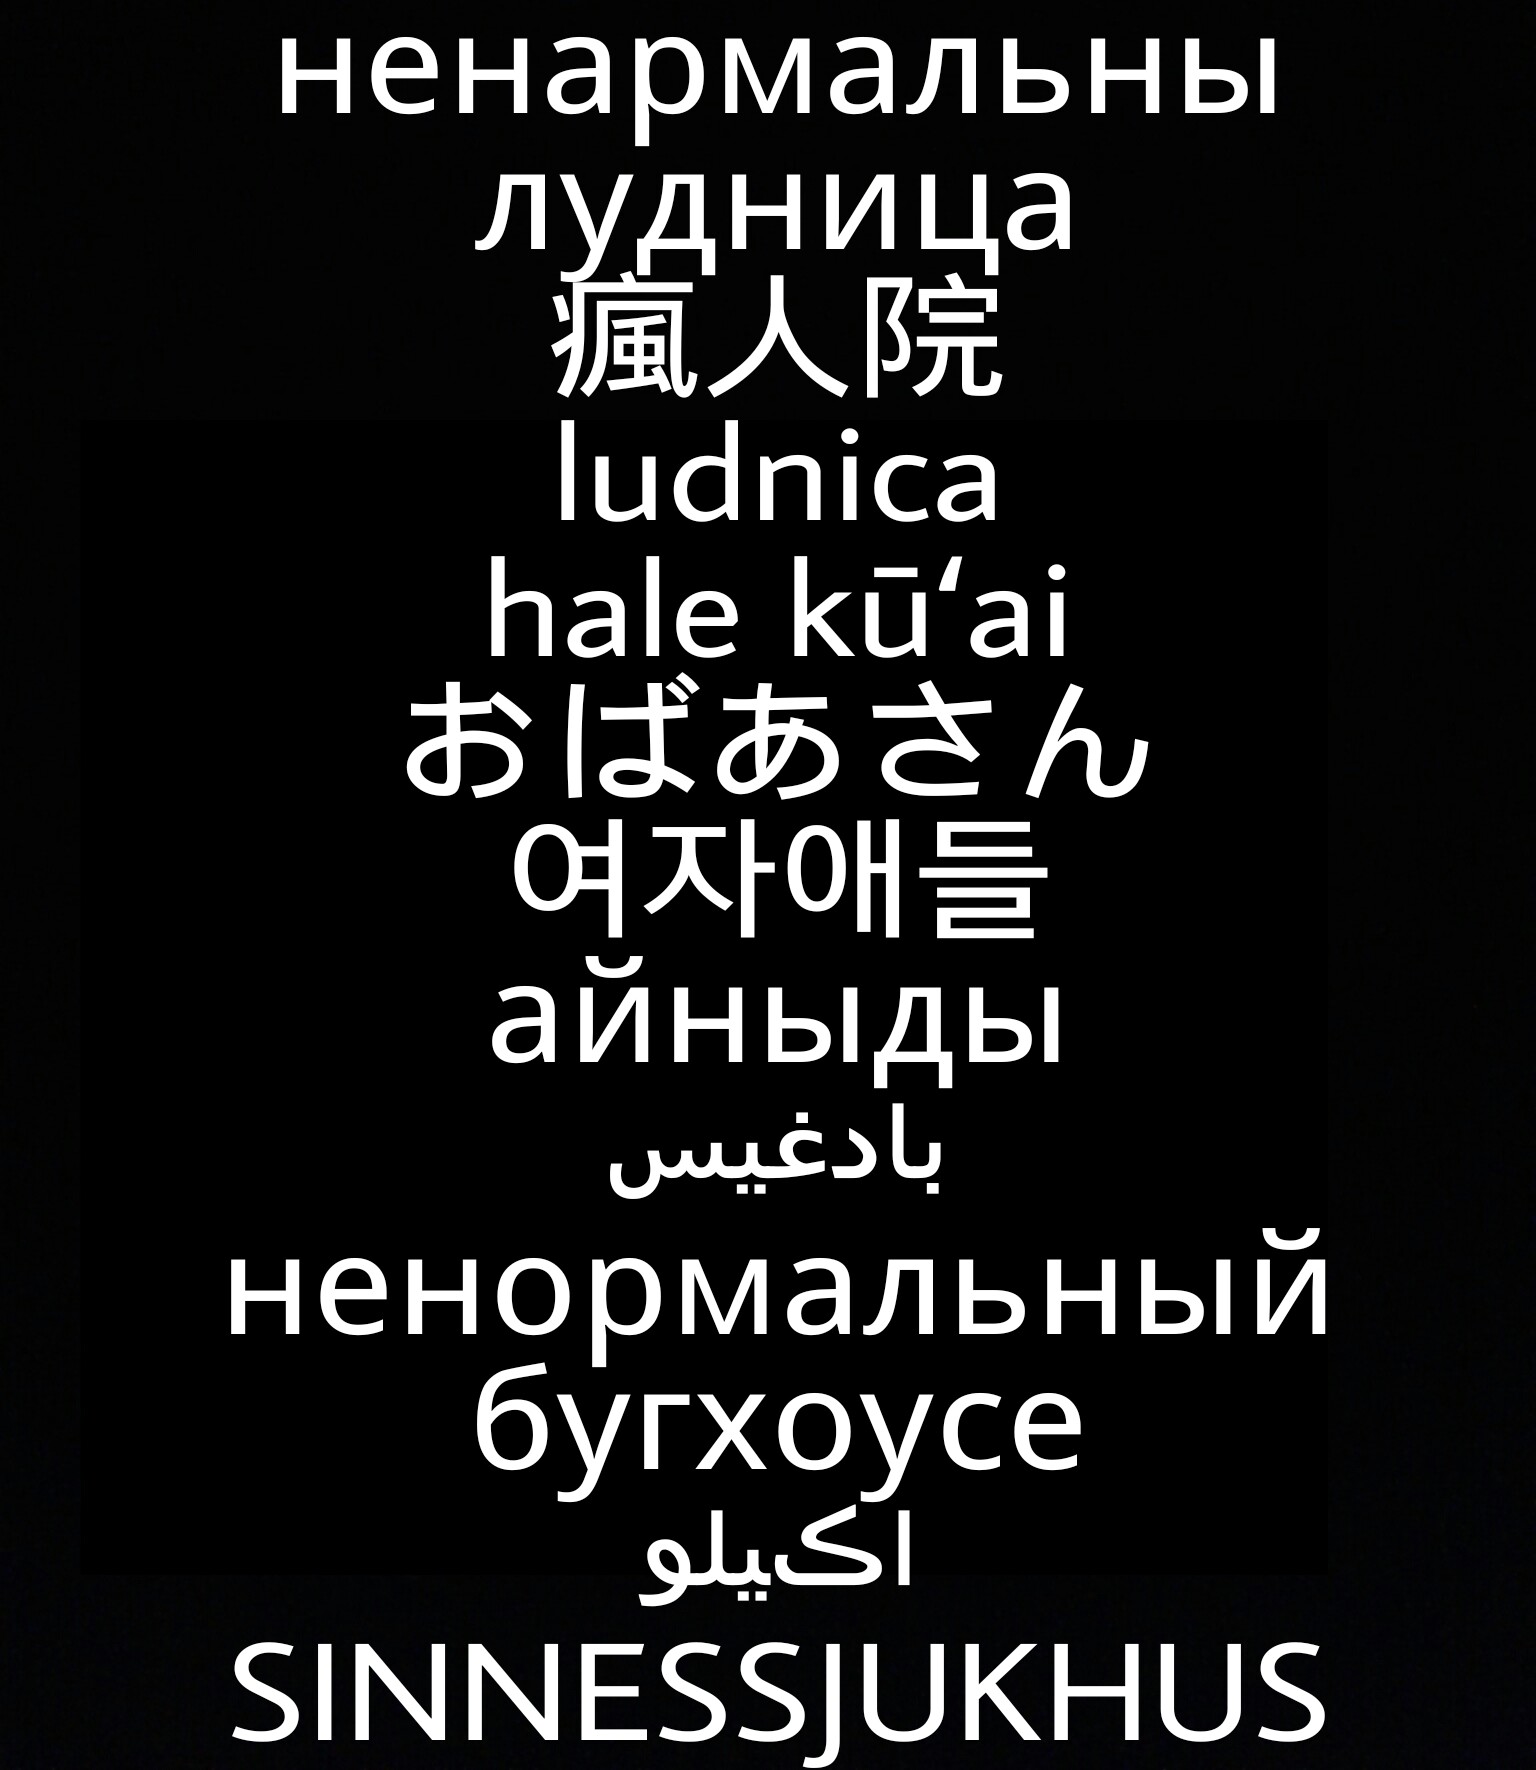 ненармальны
лудница
瘋人院
ludnica
hale kūʻai
おばあさん
여자애들
айныды
بادغيس
ненормальный
бугхоусе
اڪيلو
SINNESSJUKHUS